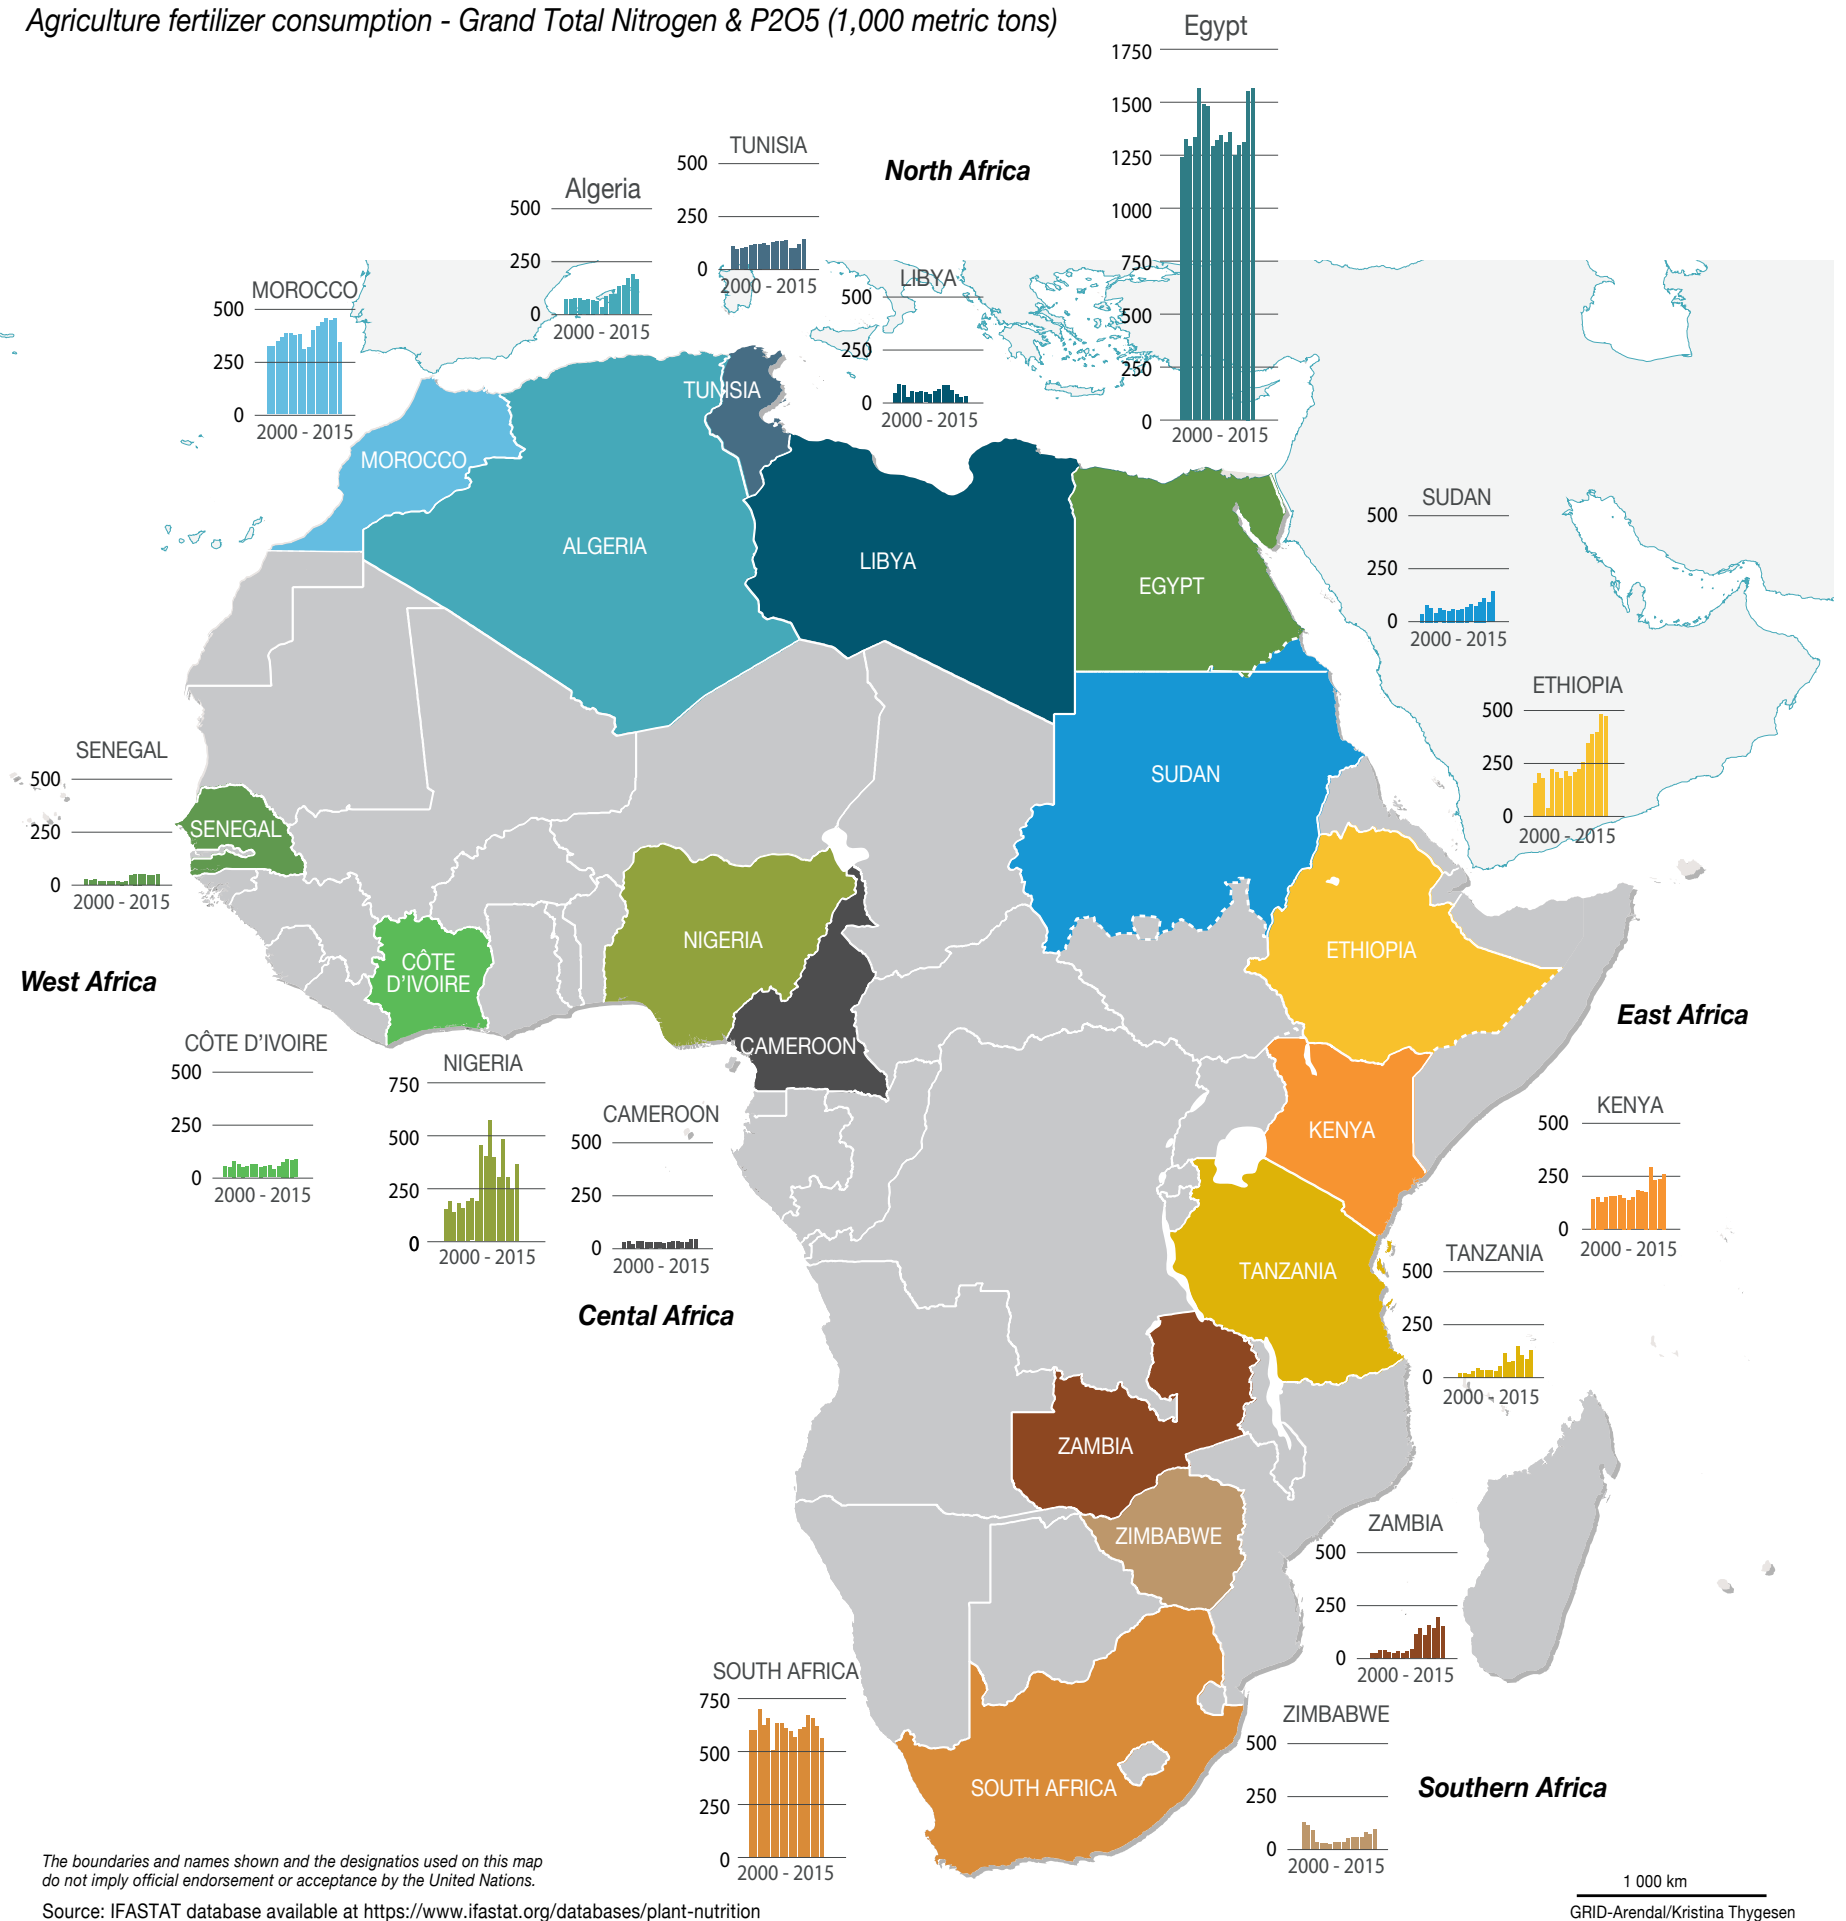 Agriculture fertilizer consumption - Grand Total Nitrogen & P2O5 (1,000 metric tons)
Egypt
1750
1500
1250
1000
750
500
250
0
2000 - 2015
TUNISIA
500
250
0
2000 - 2015
North Africa
Algeria
500
250
0
2000 - 2015
LIBYA
500
250
0
2000 - 2015
MOROCCO
500
250
0
2000 - 2015
TUNISIA
MOROCCO
ALGERIA
LIBYA
EGYPT
SUDAN
500
250
0
2000 - 2015
ETHIOPIA
500
250
0
2000 - 2015
SENEGAL
500
250
0
2000 - 2015
SENEGAL
SUDAN
NIGERIA
ETHIOPIA
CÔTE
D'IVOIRE
West Africa
East Africa
CAMEROON
CÔTE D'IVOIRE
500
250
0
2000 - 2015
NIGERIA
750
500
250
0
2000 - 2015
CAMEROON
500
250
0
2000 - 2015
Cental Africa
KENYA
KENYA
500
250
0
2000 - 2015
TANZANIA
TANZANIA
500
250
0
2000 - 2015
ZAMBIA
ZIMBABWE
ZAMBIA
500
250
0
2000 - 2015
SOUTH AFRICA
750
500
250
0
2000 - 2015
SOUTH AFRICA
ZIMBABWE
500
250
0
2000 - 2015
Southern Africa
The boundaries and names shown and the designatios used on this map
do not imply official endorsement or acceptance by the United Nations.
Source: IFASTAT database available at https://www.ifastat.org/databases/plant-nutrition
1 000 km
GRID-Arendal/Kristina Thygesen